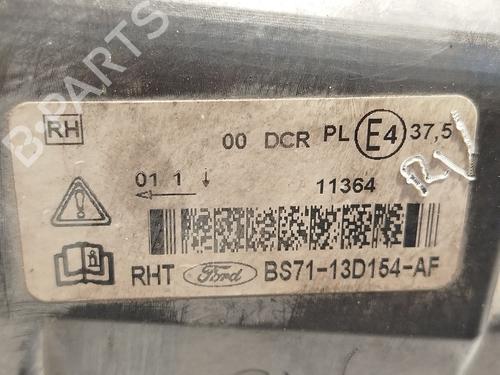 B-PARTS
RH
00 DCR PL E4 37,5
01 1
11364
RHT Ford BS71-13D154-AF